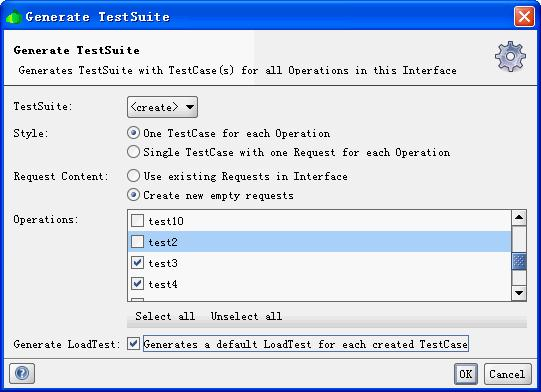 Generate TestSuite
Generate TestSuite
Generates TestSuite with TestCase(s) for all Operations in this Interface
TestSuite: <create>
Style: One TestCase for each Operation
Single TestCase with one Request for each Operation
Request Content: Use existing Requests in Interface
Create new empty requests
Operations: test10
test2
test3
test4
Select all Unselect all
Generate LoadTest: Generates a default LoadTest for each created TestCase
? OK Cancel